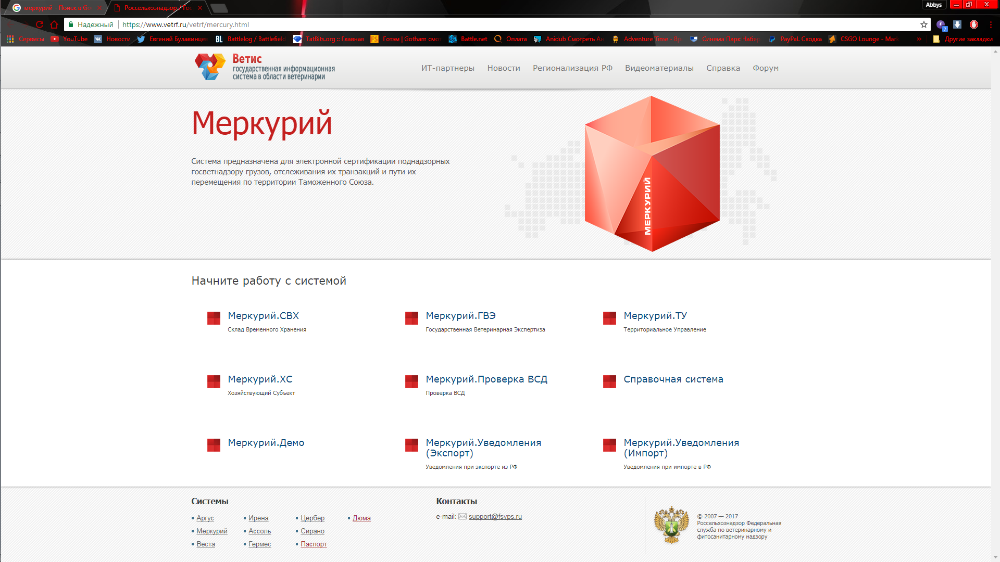 меркурий - Поиск в Go
Россельхознадзор / Гос
Abbys
Надежный
https://www.vetrf.ru/vetrf/mercury.html
7
Сервисы
YouTube
Новости
Евгений Булавинцев
BL Battlelog / Battlefield
TatBits.org :: Главная
FS Готэм | Gotham смо
Battle.net
Оплата
Anidub Смотреть Ан
Adventure Time - Вр
Синема Парк Набер
PayPal. Сводка
CSGO Lounge - Mark
»
Другие закладки
Ветис
государственная информационная
система в области ветеринарии
ИТ-партнеры
Новости
Регионализация РФ
Видеоматериалы
Справка
Форум
Меркурий
Система предназначена для электронной сертификации поднадзорных
госветнадзору грузов, отслеживания их транзакций и пути их
перемещения по территории Таможенного Союза.
МЕРКУРИЙ
Начните работу с системой
Меркурий.СВХ
Склад Временного Хранения
Меркурий.ГВЭ
Государственная Ветеринарная Экспертиза
Меркурий.ТУ
Территориальное Управление
Меркурий.ХС
Хозяйствующий Субъект
Меркурий.Проверка ВСД
Проверка ВСД
Справочная система
Меркурий.Демо
Меркурий.Уведомления
(Экспорт)
Уведомления при экспорте из РФ
Меркурий.Уведомления
(Импорт)
Уведомления при импорте в РФ
Системы
Аргус
Ирена
Цербер
Дюма
Меркурий
Ассоль
Сирано
Веста
Гермес
Паспорт
Контакты
e-mail: support@fsvps.ru
© 2007 — 2017
Россельхознадзор Федеральная
служба по ветеринарному и
фитосанитарному надзору